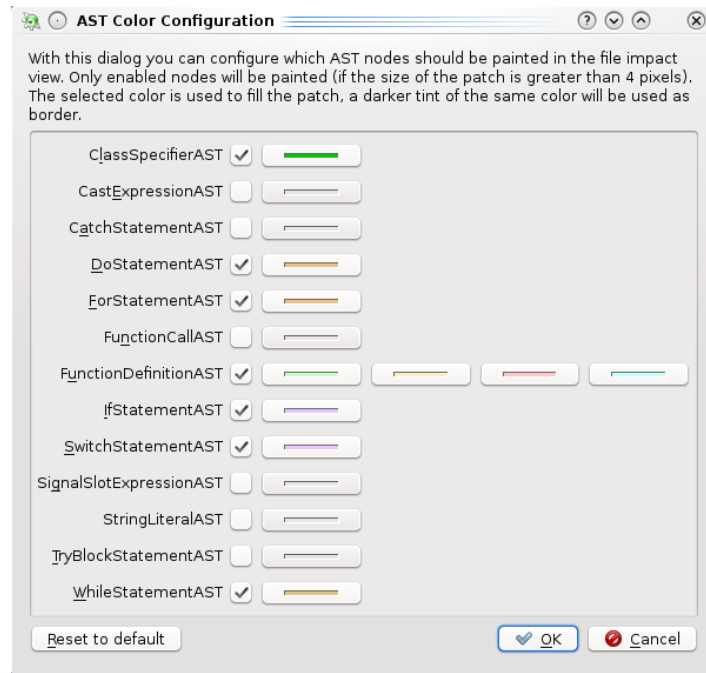 AST Color Configuration
With this dialog you can configure which AST nodes should be painted in the file impact
view. Only enabled nodes will be painted (if the size of the patch is greater than 4 pixels).
The selected color is used to fill the patch, a darker tint of the same color will be used as
border.
ClassSpecifierAST
CastExpressionAST
CatchStatementAST
DoStatementAST
ForStatementAST
FunctionCallAST
FunctionDefinitionAST
IfStatementAST
SwitchStatementAST
SignalSlotExpressionAST
StringLiteralAST
TryBlockStatementAST
WhileStatementAST
Reset to default OK Cancel